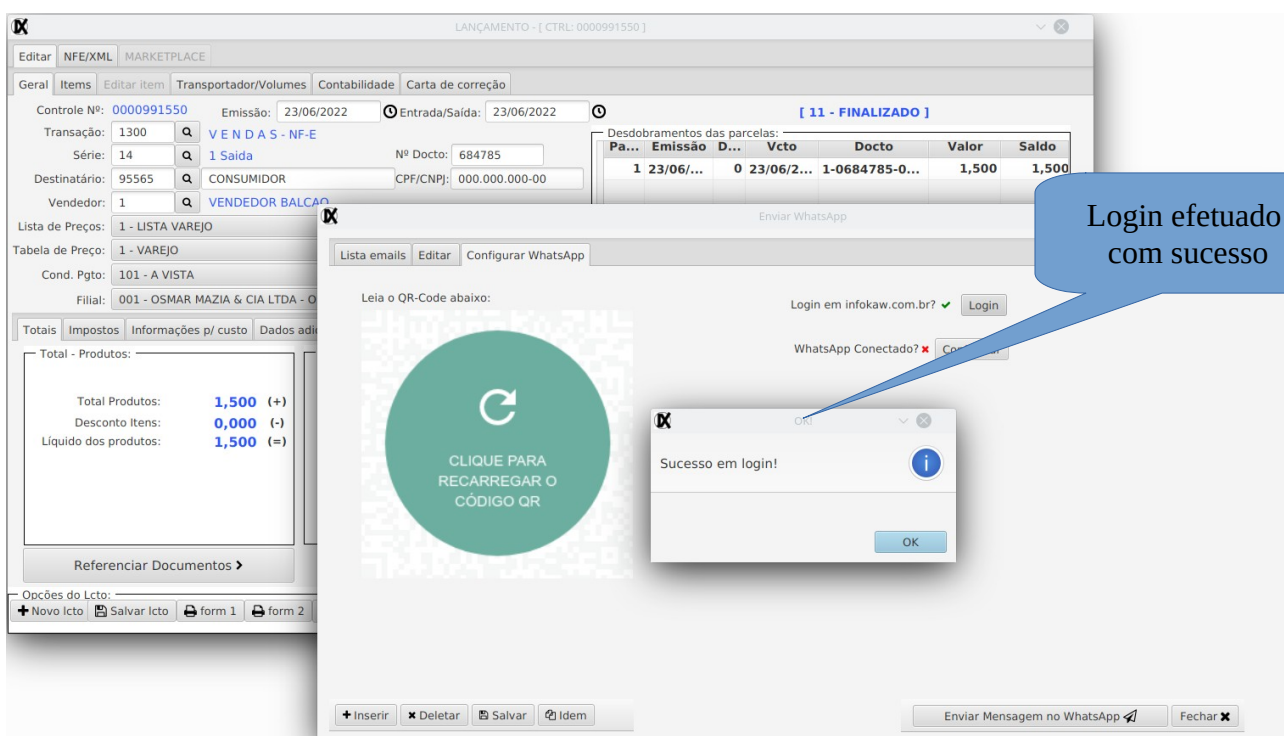 LANÇAMENTO - [ CTRL: 0000991550 ]
Editar NFE/XML MARKETPLACE
Geral Items Editar item Transportador/Volumes Contabilidade Carta de correção
Controle Nº: 0000991550 Emissão: 23/06/2022 Entrada/Saída: 23/06/2022 [ 11 - FINALIZADO ]
Transação: 1300 V E N D A S - NF-E
Desdobramentos das parcelas:
Pa... Emissão D... Vcto Docto Valor Saldo
Série: 14 1 Saida Nº Docto: 684785
1 23/06/... 0 23/06/2... 1-0684785-0... 1,500 1,500
Destinatário: 95565 CONSUMIDOR CPF/CNPJ: 000.000.000-00
Vendedor: 1 VENDEDOR BALCAO
Lista de Preços: 1 - LISTA VAREJO
Tabela de Preço: 1 - VAREJO
Cond. Pgto: 101 - A VISTA
Filial: 001 - OSMAR MAZIA & CIA LTDA - O
Totais Impostos Informações p/ custo Dados adi
Total - Produtos:
Total Produtos: 1,500 (+)
Desconto Itens: 0,000 (-)
Líquido dos produtos: 1,500 (=)
Referenciar Documentos
Opções do Lcto:
Novo lcto Salvar lcto form 1 form 2
Enviar WhatsApp
Lista emails Editar Configurar WhatsApp
Leia o QR-Code abaixo:
Login em infokaw.com.br? Login
WhatsApp Conectado?
CLIQUE PARA
RECARREGAR O
CÓDIGO QR
OK!
Sucesso em login!
OK
Inserir Deletar Salvar Idem
Enviar Mensagem no WhatsApp Fechar
Login efetuado
com sucesso